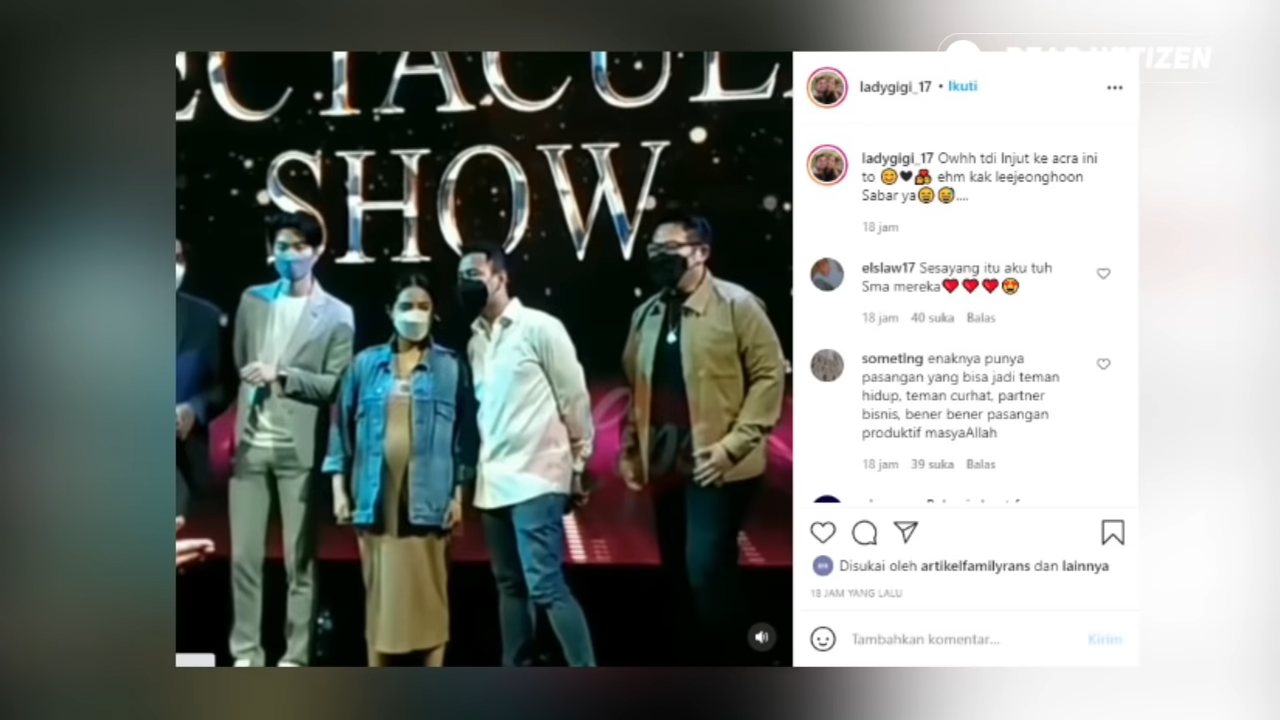 ECTACUL
SHOW
TIZEN
ladygigi_17 • Ikuti
ladygigi_17 Owhh tdi lnjut ke acra ini
to 😊🖤👩‍❤️‍👨 ehm kak leejeonghoon
Sabar ya😅😅....
18 jam
elslaw17 Sesayang itu aku tuh
Sma mereka❤️❤️❤️😍
18 jam 40 suka Balas
someting enaknya punya
pasangan yang bisa jadi teman
hidup, teman curhat, partner
bisnis, bener bener pasangan
produktif masyaAllah
18 jam 39 suka Balas
Disukai oleh artikelfamilyrans dan lainnya
18 JAM YANG LALU
Tambahkan komentar...
Kirim